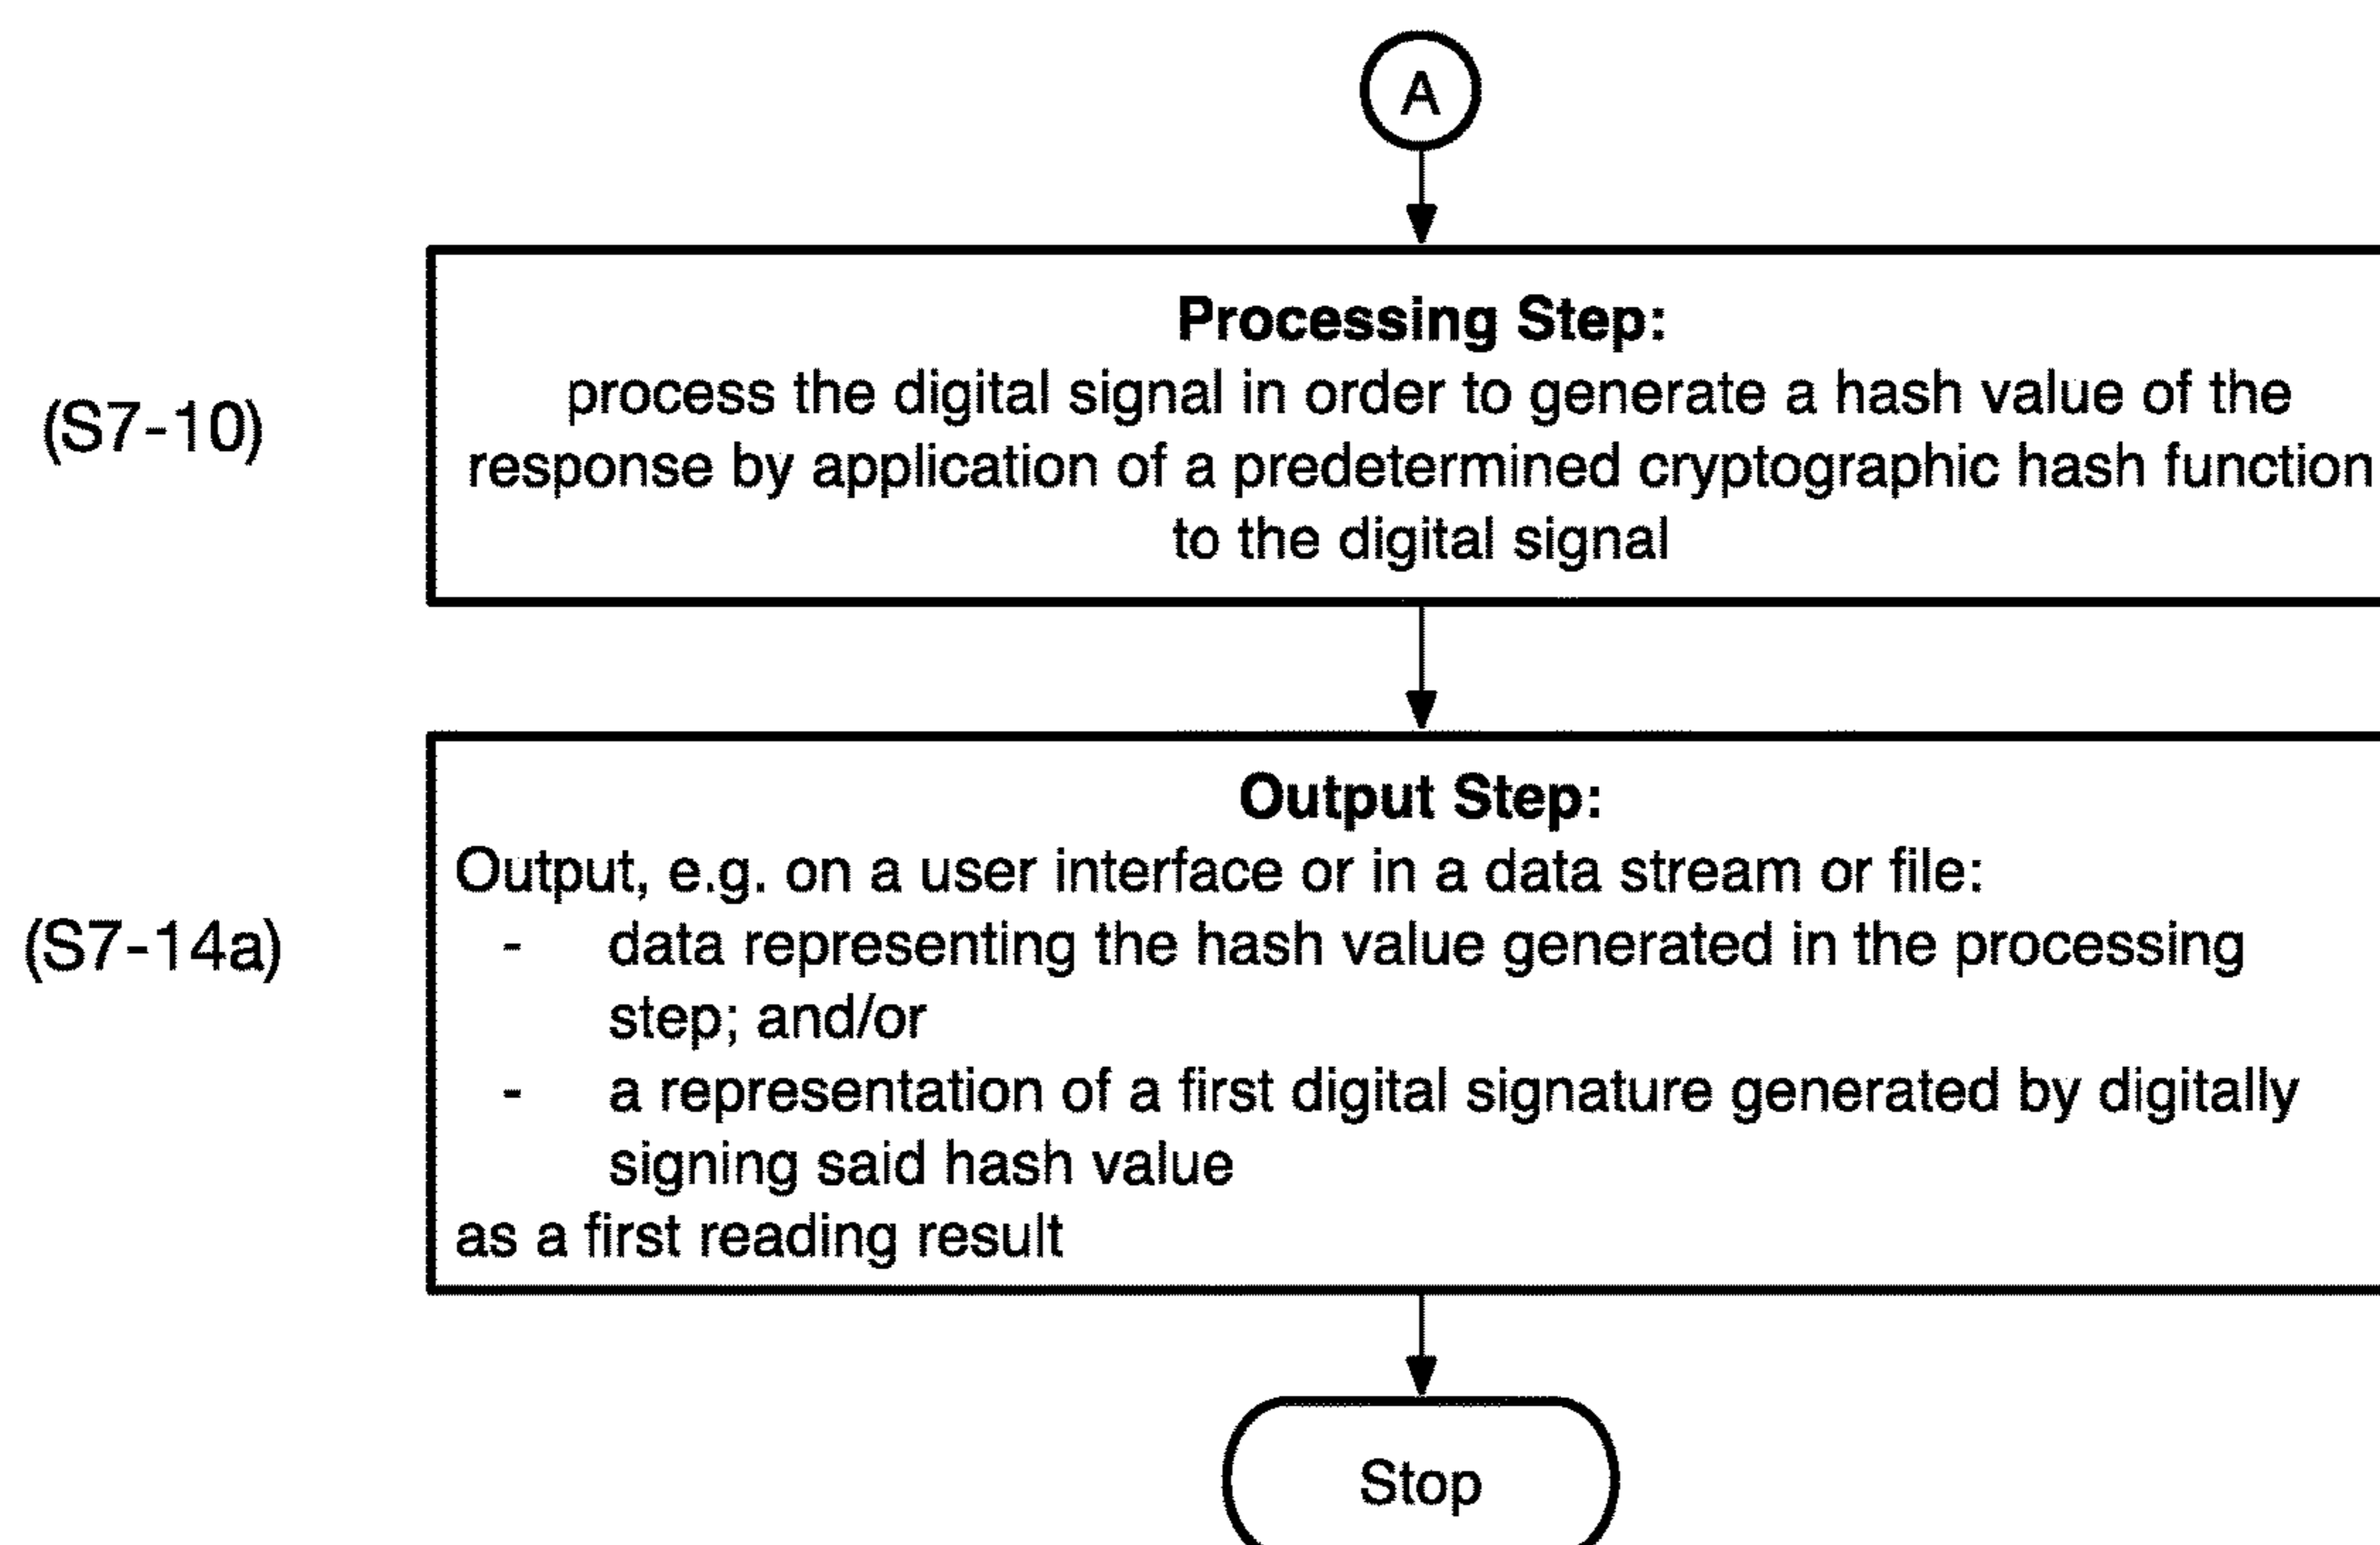 A
(S7-10)
Processing Step:
process the digital signal in order to generate a hash value of the
response by application of a predetermined cryptographic hash function
to the digital signal
(S7-14a)
Output Step:
Output, e.g. on a user interface or in a data stream or file:
- data representing the hash value generated in the processing
step; and/or
- a representation of a first digital signature generated by digitally
signing said hash value
as a first reading result
Stop